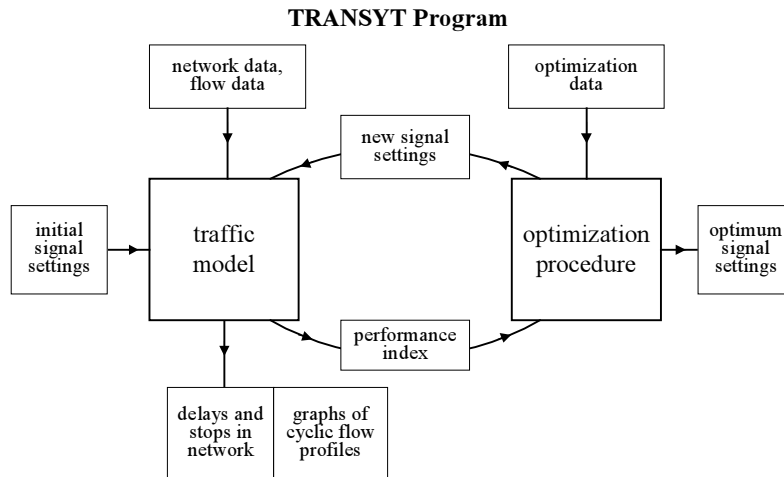 TRANSYT Program
network data,
flow data
optimization
data
new signal
settings
initial
signal
settings
traffic
model
optimization
procedure
optimum
signal
settings
performance
index
delays and
stops in
network
graphs of
cyclic flow
profiles